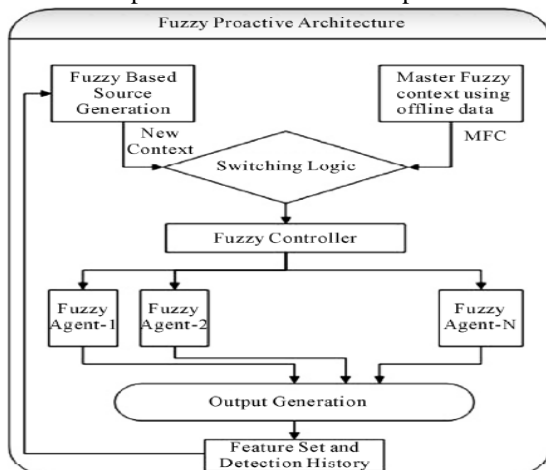 Fuzzy Proactive Architecture
Fuzzy Based
Source
Generation
Master Fuzzy
context using
offline data
New
Context
MFC
Switching Logic
Fuzzy Controller
Fuzzy
Agent-1
Fuzzy
Agent-2
Fuzzy
Agent-N
Output Generation
Feature Set and
Detection History